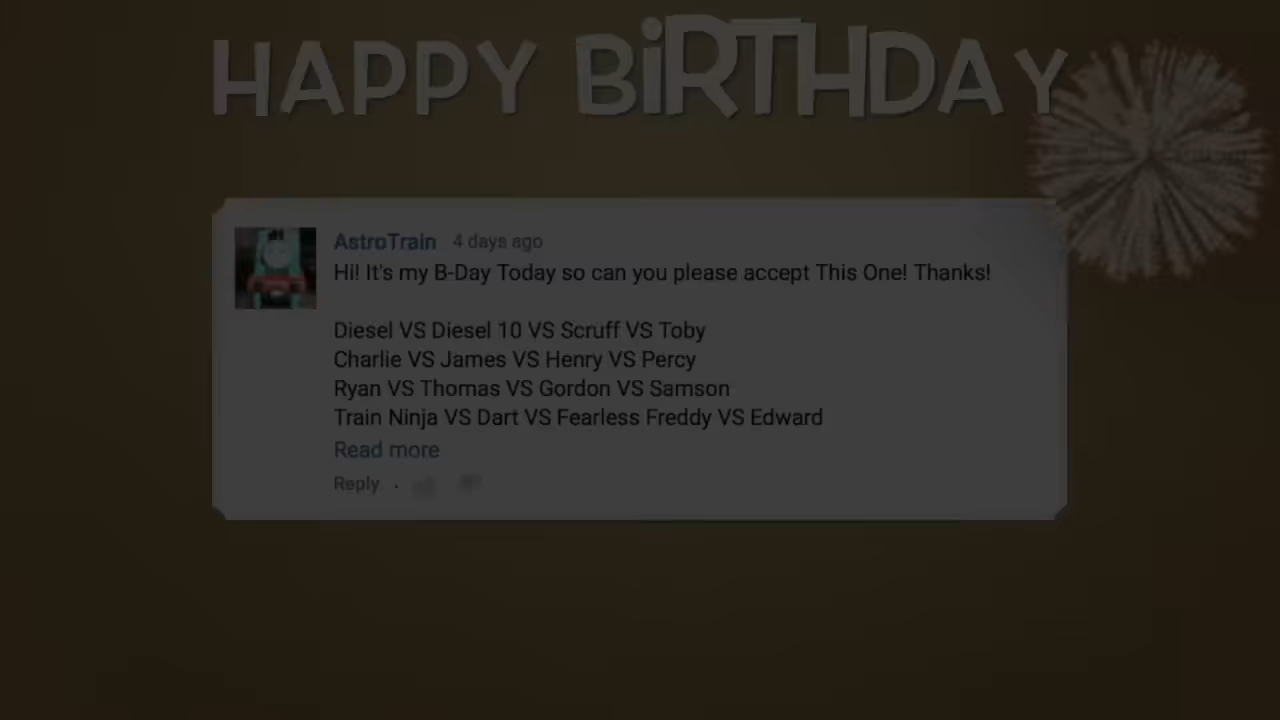 HAPPY BiRTHDAY
AstroTrain 4 days ago
Hi! It's my B-Day Today so can you please accept This One! Thanks!
Diesel VS Diesel 10 VS Scruff VS Toby
Charlie VS James VS Henry VS Percy
Ryan VS Thomas VS Gordon VS Samson
Train Ninja VS Dart VS Fearless Freddy VS Edward
Read more
Reply